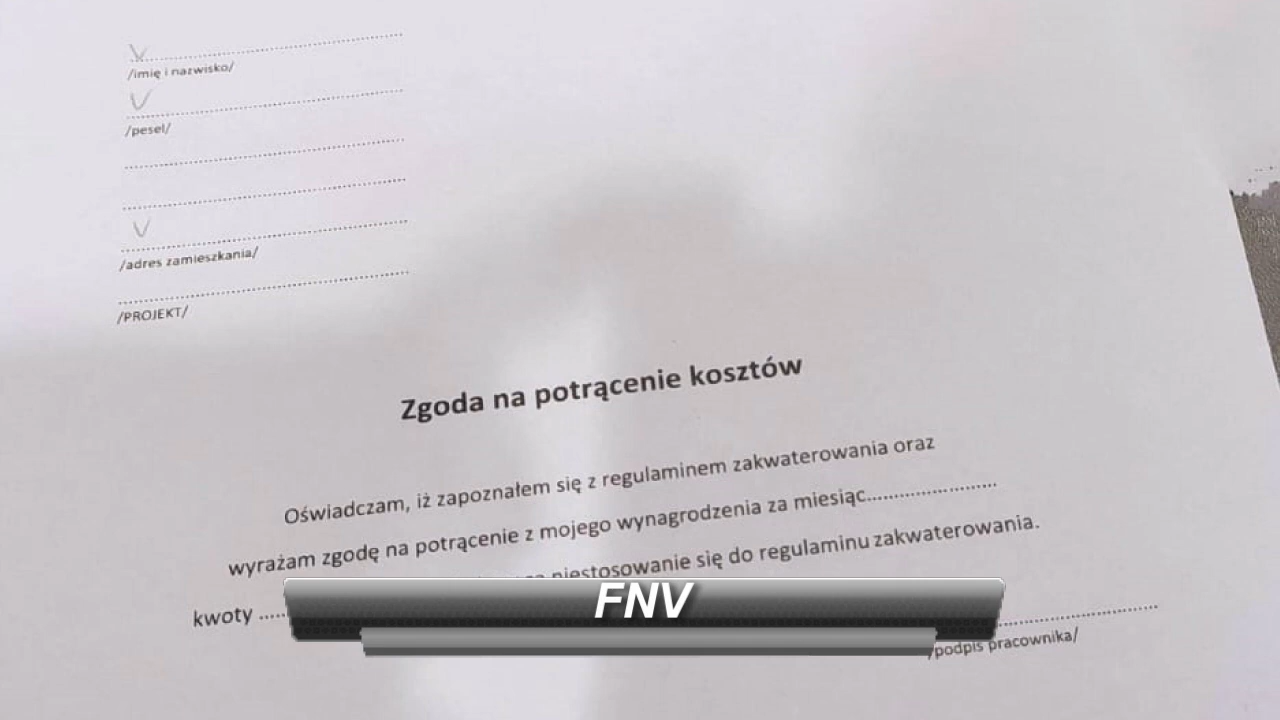 ....................................................
/imię i nazwisko/
....................................................
/pesel/
....................................................
....................................................
....................................................
/adres zamieszkania/
....................................................
/PROJEKT/
Zgoda na potrącenie kosztów
Oświadczam, iż zapoznałem się z regulaminem zakwaterowania oraz
wyrażam zgodę na potrącenie z mojego wynagrodzenia za miesiąc......................
kwoty ..... niestosowanie się do regulaminu zakwaterowania.
FNV
/podpis pracownika/